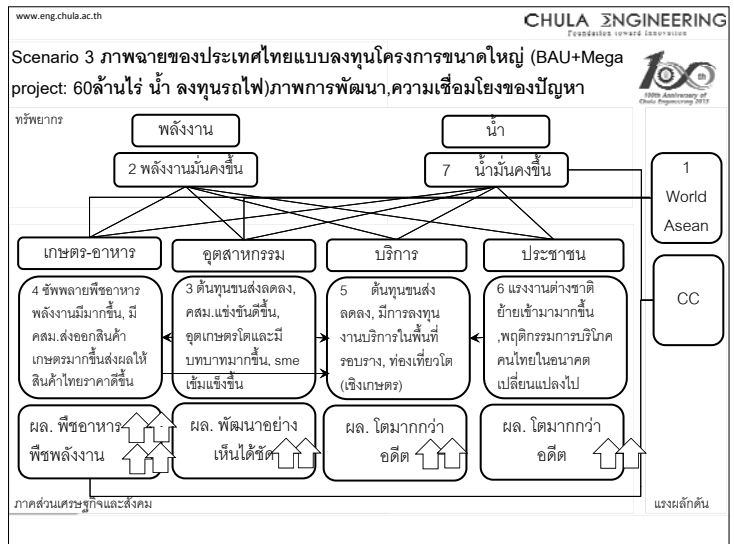 www.eng.chula.ac.th
CHULA ΣNGINEERING
Foundation toward Innovation
Scenario 3 ภาพฉายของประเทศไทยแบบลงทุนโครงการขนาดใหญ่ (BAU+Mega
project: 60ล้านไร่ น้ำ ลงทุนรถไฟ)ภาพการพัฒนา,ความเชื่อมโยงของปัญหา
100th Anniversary of
Chula Engineering 2013
ทรัพยากร
พลังงาน
น้ำ
2 พลังงานมั่นคงขึ้น
7 น้ำมั่นคงขึ้น
1
World
Asean
เกษตร-อาหาร
อุตสาหกรรม
บริการ
ประชาชน
4 ซัพพลายพืชอาหาร
พลังงานมีมากขึ้น, มี
คสม.ส่งออกสินค้า
เกษตรมากขึ้นส่งผลให้
สินค้าไทยราคาดีขึ้น
3 ต้นทุนขนส่งลดลง,
คสม.แข่งขันดีขึ้น,
อุตเกษตรโตและมี
บทบาทมากขึ้น, sme
เข้มแข็งขึ้น
5 ต้นทุนขนส่ง
ลดลง, มีการลงทุน
งานบริการในพื้นที่
รอบราง, ท่องเที่ยวโต
(เชิงเกษตร)
6 แรงงานต่างชาติ
ย้ายเข้ามามากขึ้น
,พฤติกรรมการบริโภค
คนไทยในอนาคต
เปลี่ยนแปลงไป
CC
ผล. พืชอาหาร
พืชพลังงาน
ผล. พัฒนาอย่าง
เห็นได้ชัด
ผล. โตมากกว่า
อดีต
ผล. โตมากกว่า
อดีต
ภาคส่วนเศรษฐกิจและสังคม
แรงผลักดัน